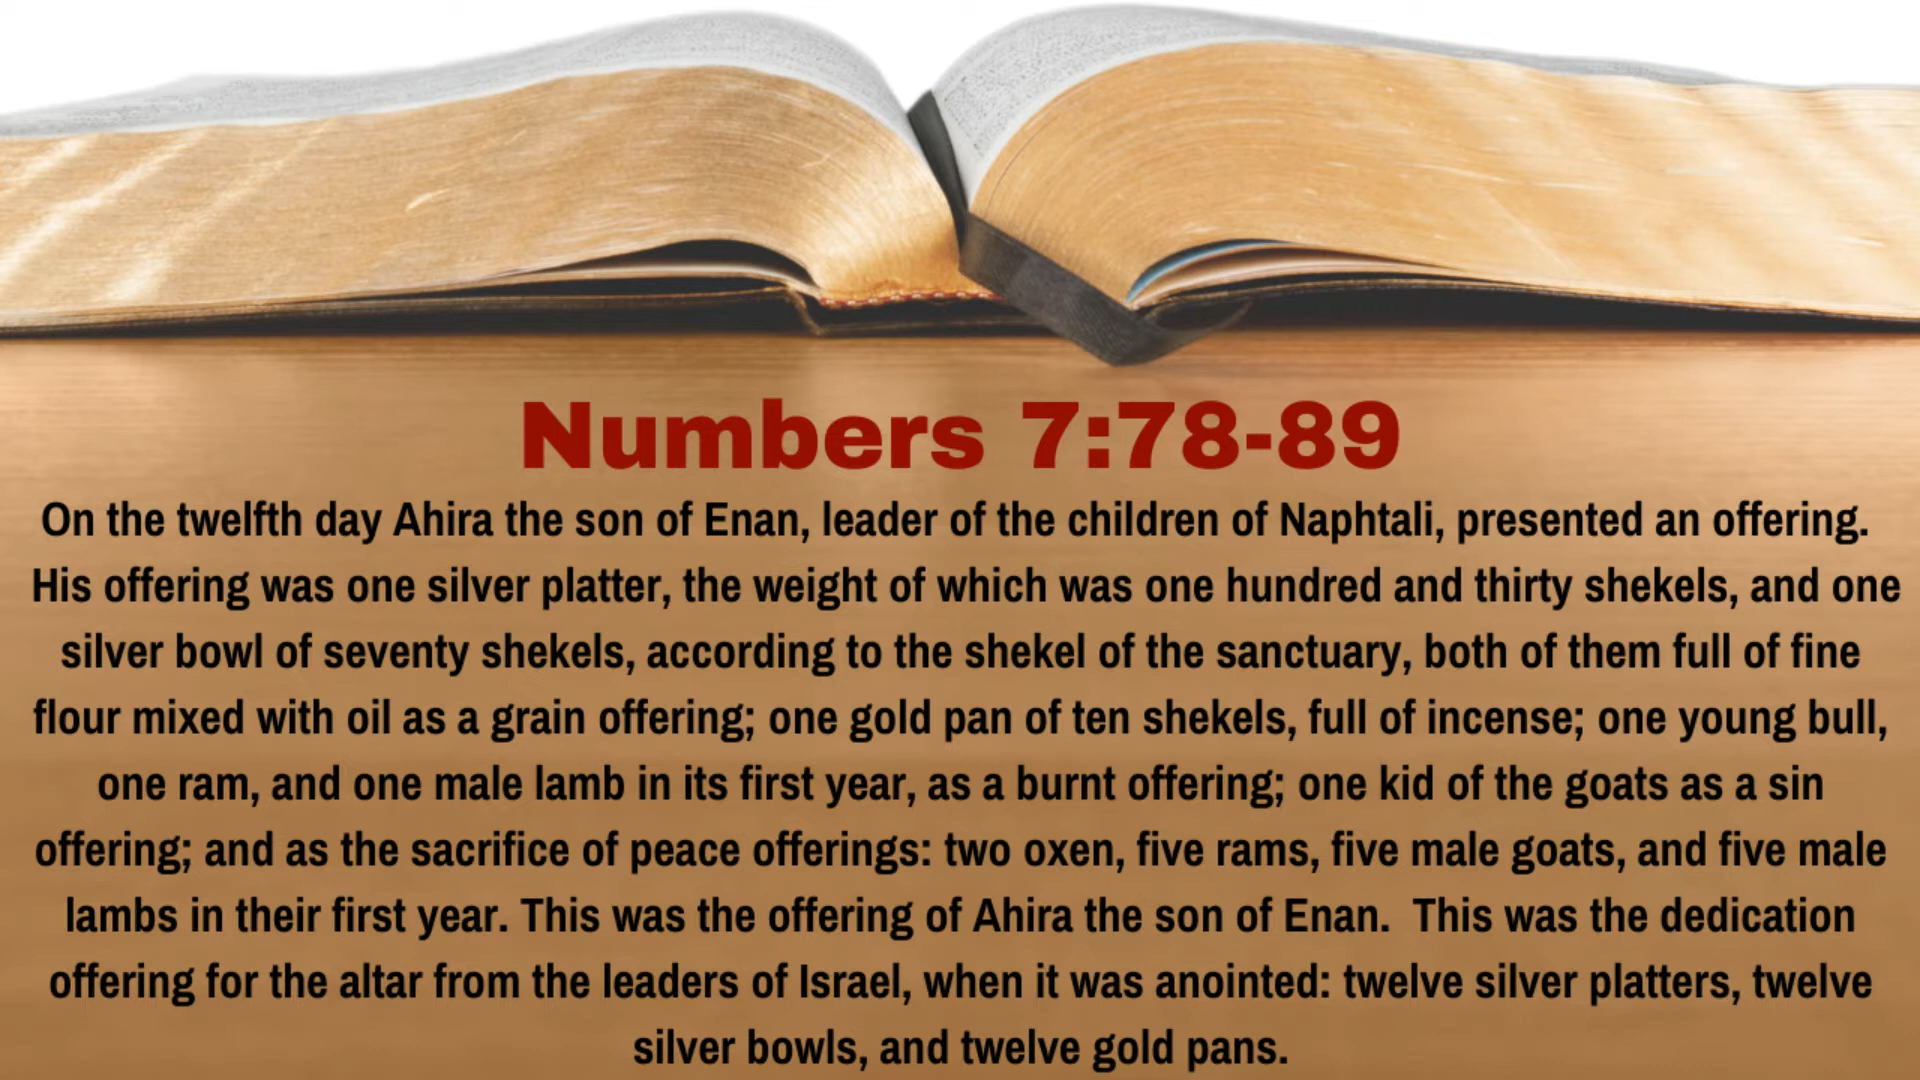 Numbers 7:78-89
On the twelfth day Ahira the son of Enan, leader of the children of Naphtali, presented an offering.
His offering was one silver platter, the weight of which was one hundred and thirty shekels, and one
silver bowl of seventy shekels, according to the shekel of the sanctuary, both of them full of fine
flour mixed with oil as a grain offering; one gold pan of ten shekels, full of incense; one young bull,
one ram, and one male lamb in its first year, as a burnt offering; one kid of the goats as a sin
offering; and as the sacrifice of peace offerings: two oxen, five rams, five male goats, and five male
lambs in their first year. This was the offering of Ahira the son of Enan.  This was the dedication
offering for the altar from the leaders of Israel, when it was anointed: twelve silver platters, twelve
silver bowls, and twelve gold pans.